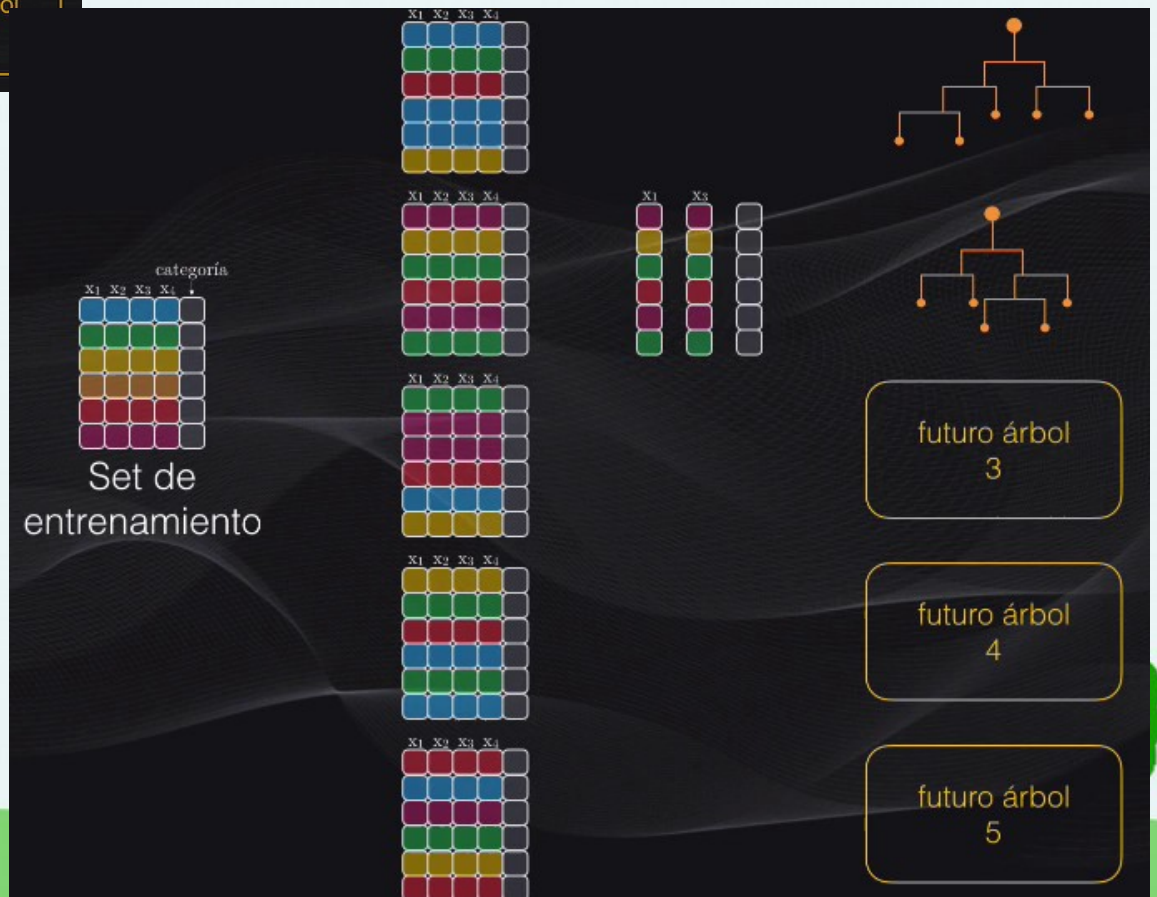 ol
x₁ x₂ x₃ x₄
x₁ x₂ x₃ x₄
x₁ x₃
categoría
x₁ x₂ x₃ x₄
Set de
entrenamiento
x₁ x₂ x₃ x₄
futuro árbol
3
x₁ x₂ x₃ x₄
futuro árbol
4
x₁ x₂ x₃ x₄
futuro árbol
5